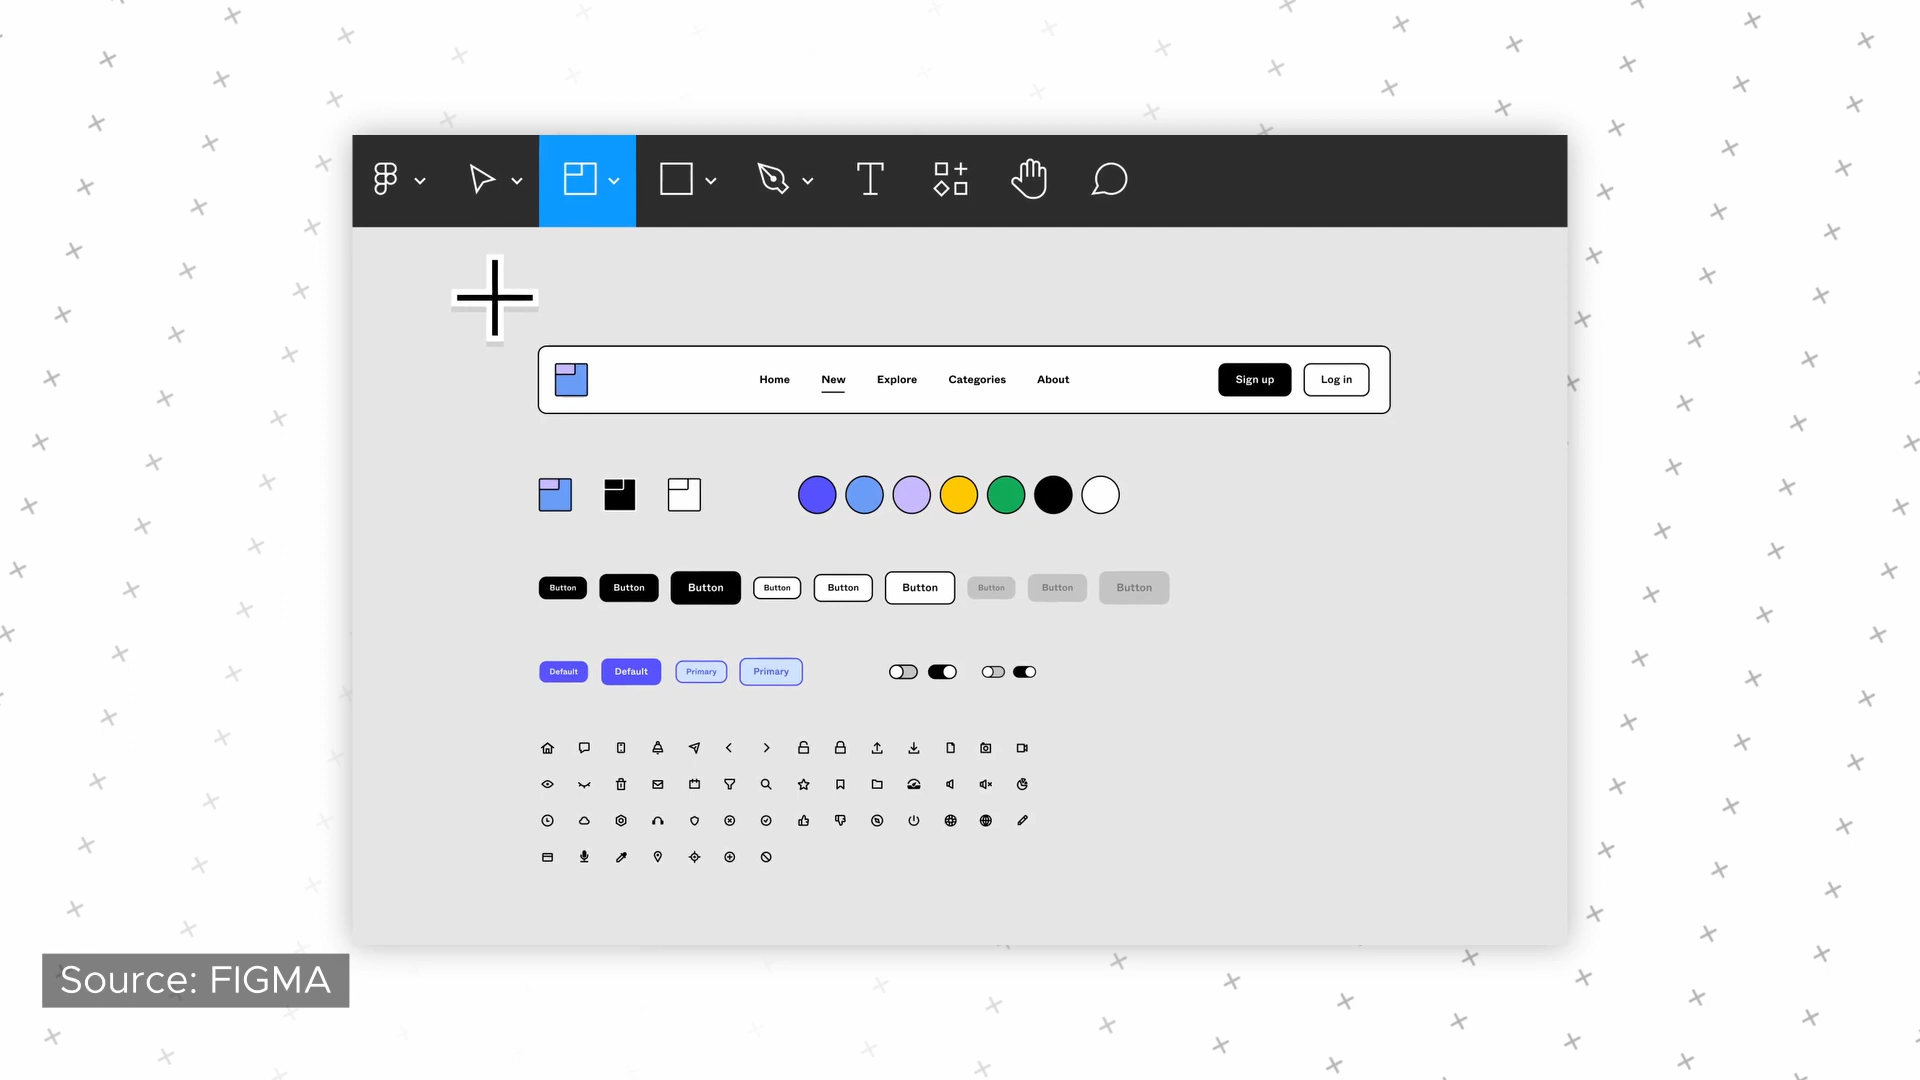 Home New Explore Categories About Sign up Log in
Button Button Button Button Button Button Button Button Button
Default Default Primary Primary
Source: FIGMA